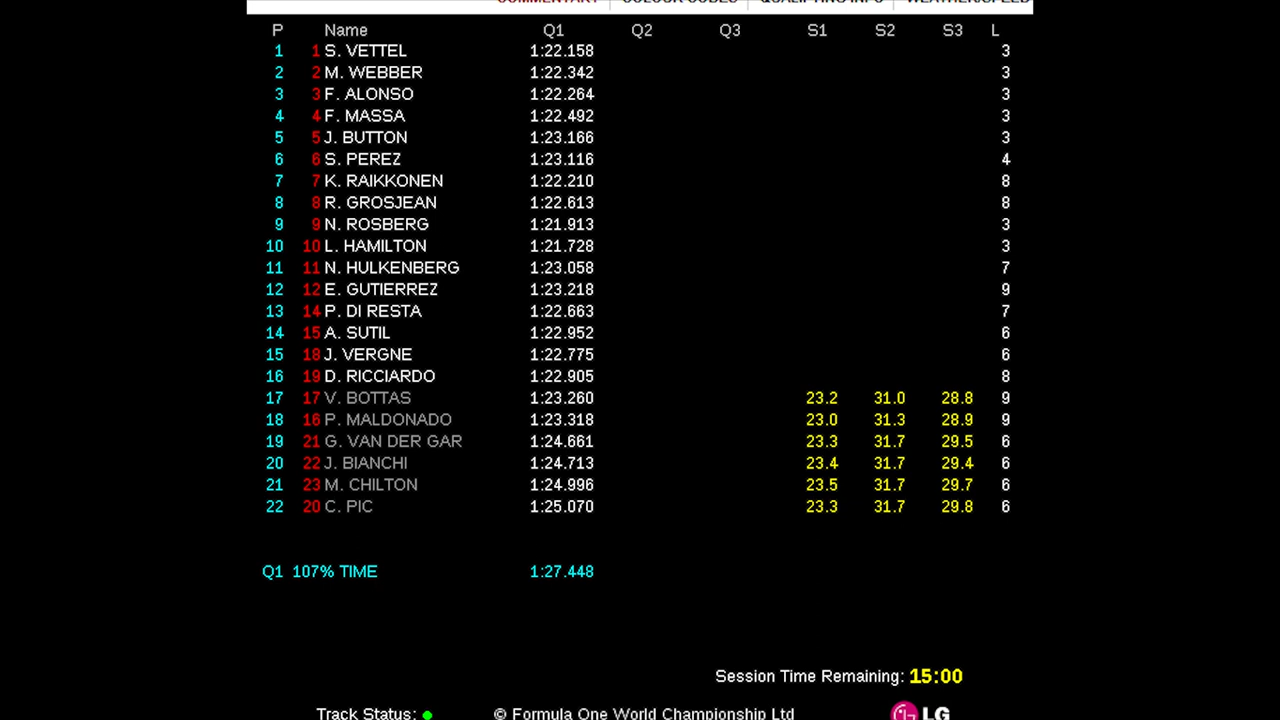 COMMENTARY COLOUR CODES QUALIFYING INFO WEATHER/SPEED
P Name Q1 Q2 Q3 S1 S2 S3 L
1 1 S. VETTEL 1:22.158 3
2 2 M. WEBBER 1:22.342 3
3 3 F. ALONSO 1:22.264 3
4 4 F. MASSA 1:22.492 3
5 5 J. BUTTON 1:23.166 3
6 6 S. PEREZ 1:23.116 4
7 7 K. RAIKKONEN 1:22.210 8
8 8 R. GROSJEAN 1:22.613 8
9 9 N. ROSBERG 1:21.913 3
10 10 L. HAMILTON 1:21.728 3
11 11 N. HULKENBERG 1:23.058 7
12 12 E. GUTIERREZ 1:23.218 9
13 14 P. DI RESTA 1:22.663 7
14 15 A. SUTIL 1:22.952 6
15 18 J. VERGNE 1:22.775 6
16 19 D. RICCIARDO 1:22.905 8
17 17 V. BOTTAS 1:23.260 23.2 31.0 28.8 9
18 16 P. MALDONADO 1:23.318 23.0 31.3 28.9 9
19 21 G. VAN DER GAR 1:24.661 23.3 31.7 29.5 6
20 22 J. BIANCHI 1:24.713 23.4 31.7 29.4 6
21 23 M. CHILTON 1:24.996 23.5 31.7 29.7 6
22 20 C. PIC 1:25.070 23.3 31.7 29.8 6
Q1 107% TIME 1:27.448
Session Time Remaining: 15:00
Track Status: © Formula One World Championship Ltd LG